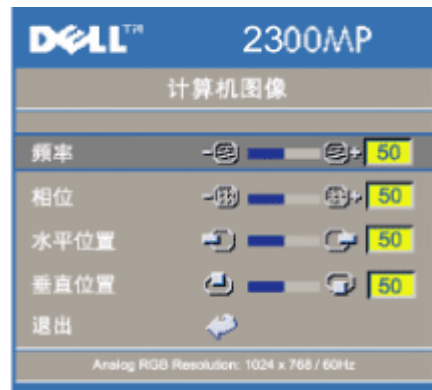 DELL™ 2300MP
计算机图像
频率 - + 50
相位 - + 50
水平位置 50
垂直位置 50
退出
Analog RGB Resolution: 1024 x 768 / 60Hz